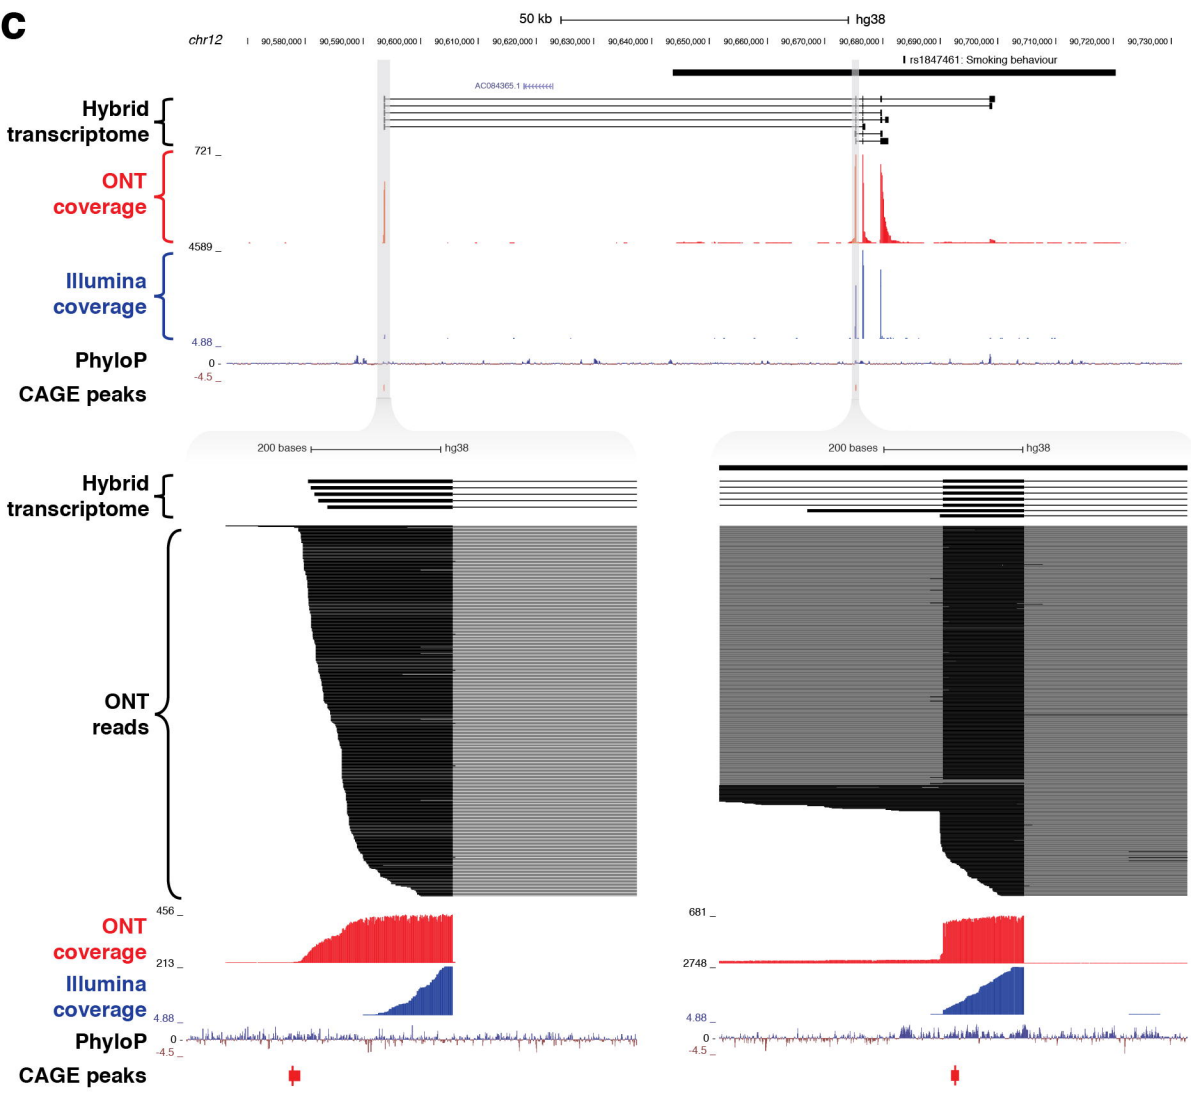 c
50 kb hg38
chr12 90,580,000 90,590,000 90,600,000 90,610,000 90,620,000 90,630,000 90,640,000 90,650,000 90,660,000 90,670,000 90,680,000 90,690,000 90,700,000 90,710,000 90,720,000 90,730,000
rs1847461: Smoking behaviour
AC084365.1
Hybrid
transcriptome
721
ONT
coverage
4589
Illumina
coverage
4.88
PhyloP 0
-4.5
CAGE peaks
200 bases hg38 200 bases hg38
Hybrid
transcriptome
ONT
reads
456 681
ONT
coverage
213 2748
Illumina
coverage
4.88 4.88
PhyloP 0 0
-4.5 -4.5
CAGE peaks